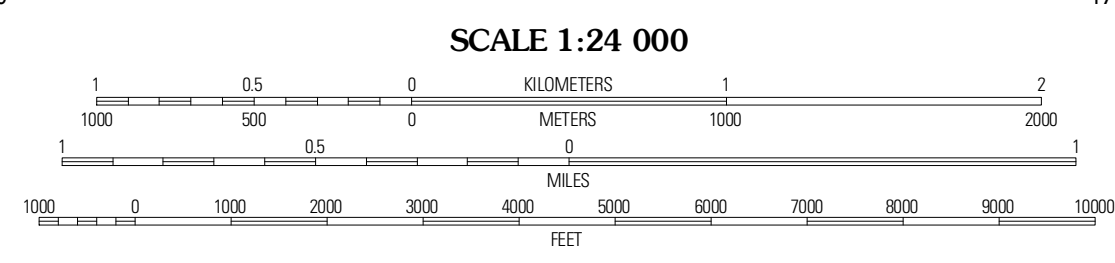 SCALE 1:24 000
1 0.5 0 KILOMETERS 1 2
1000 500 0 METERS 1000 2000
1 0.5 0 1
MILES
1000 0 1000 2000 3000 4000 5000 6000 7000 8000 9000 10000
FEET